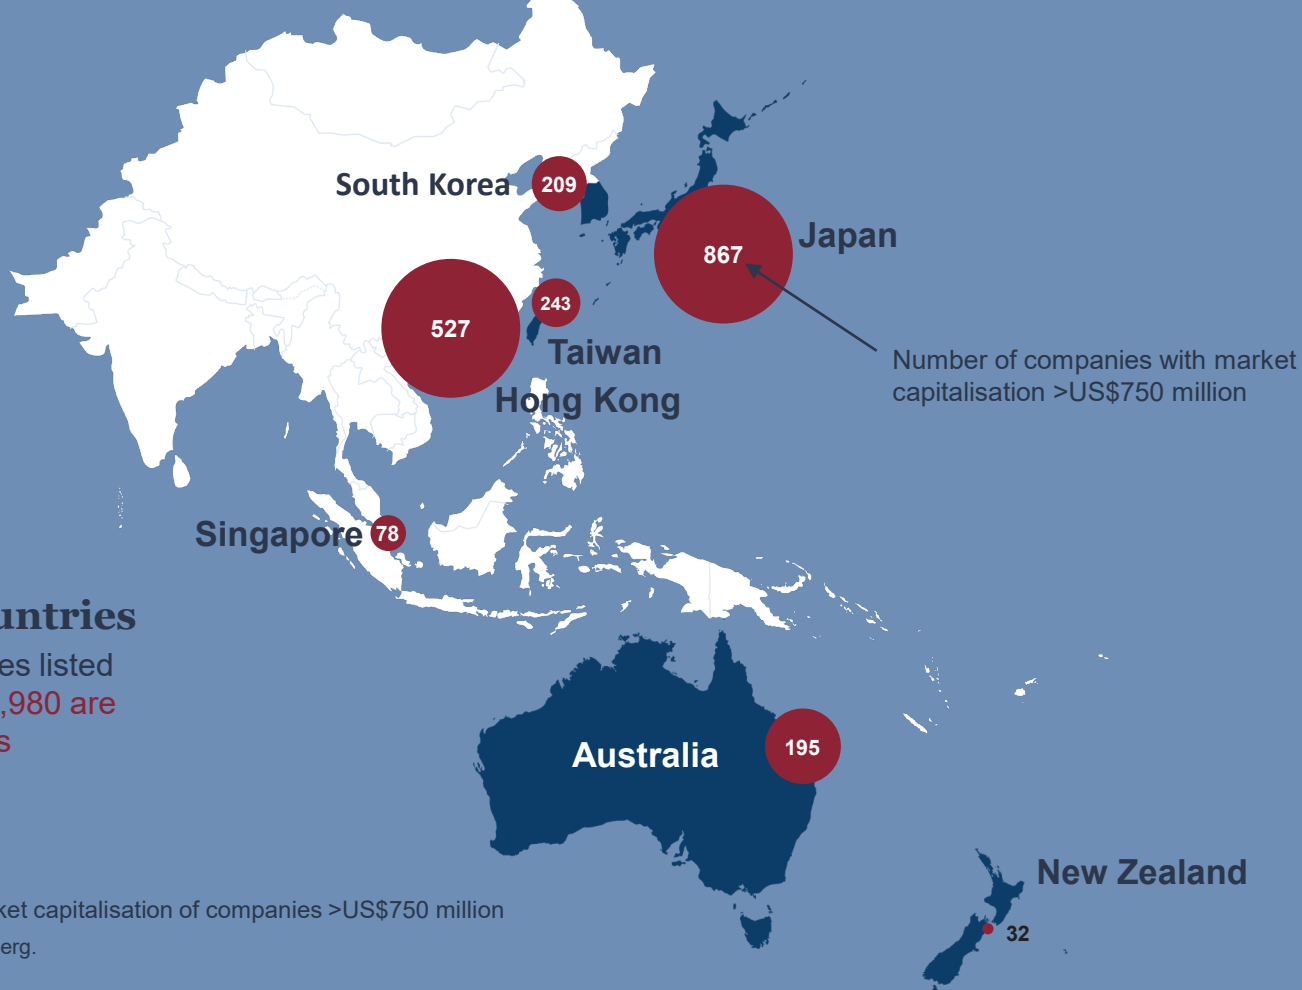 South Korea
209
Japan
867
527
243
Taiwan
Number of companies with market
capitalisation >US$750 million
Hong Kong
Singapore
78
untries
es listed
,980 are
s
Australia
195
New Zealand
32
ket capitalisation of companies >US$750 million
erg.